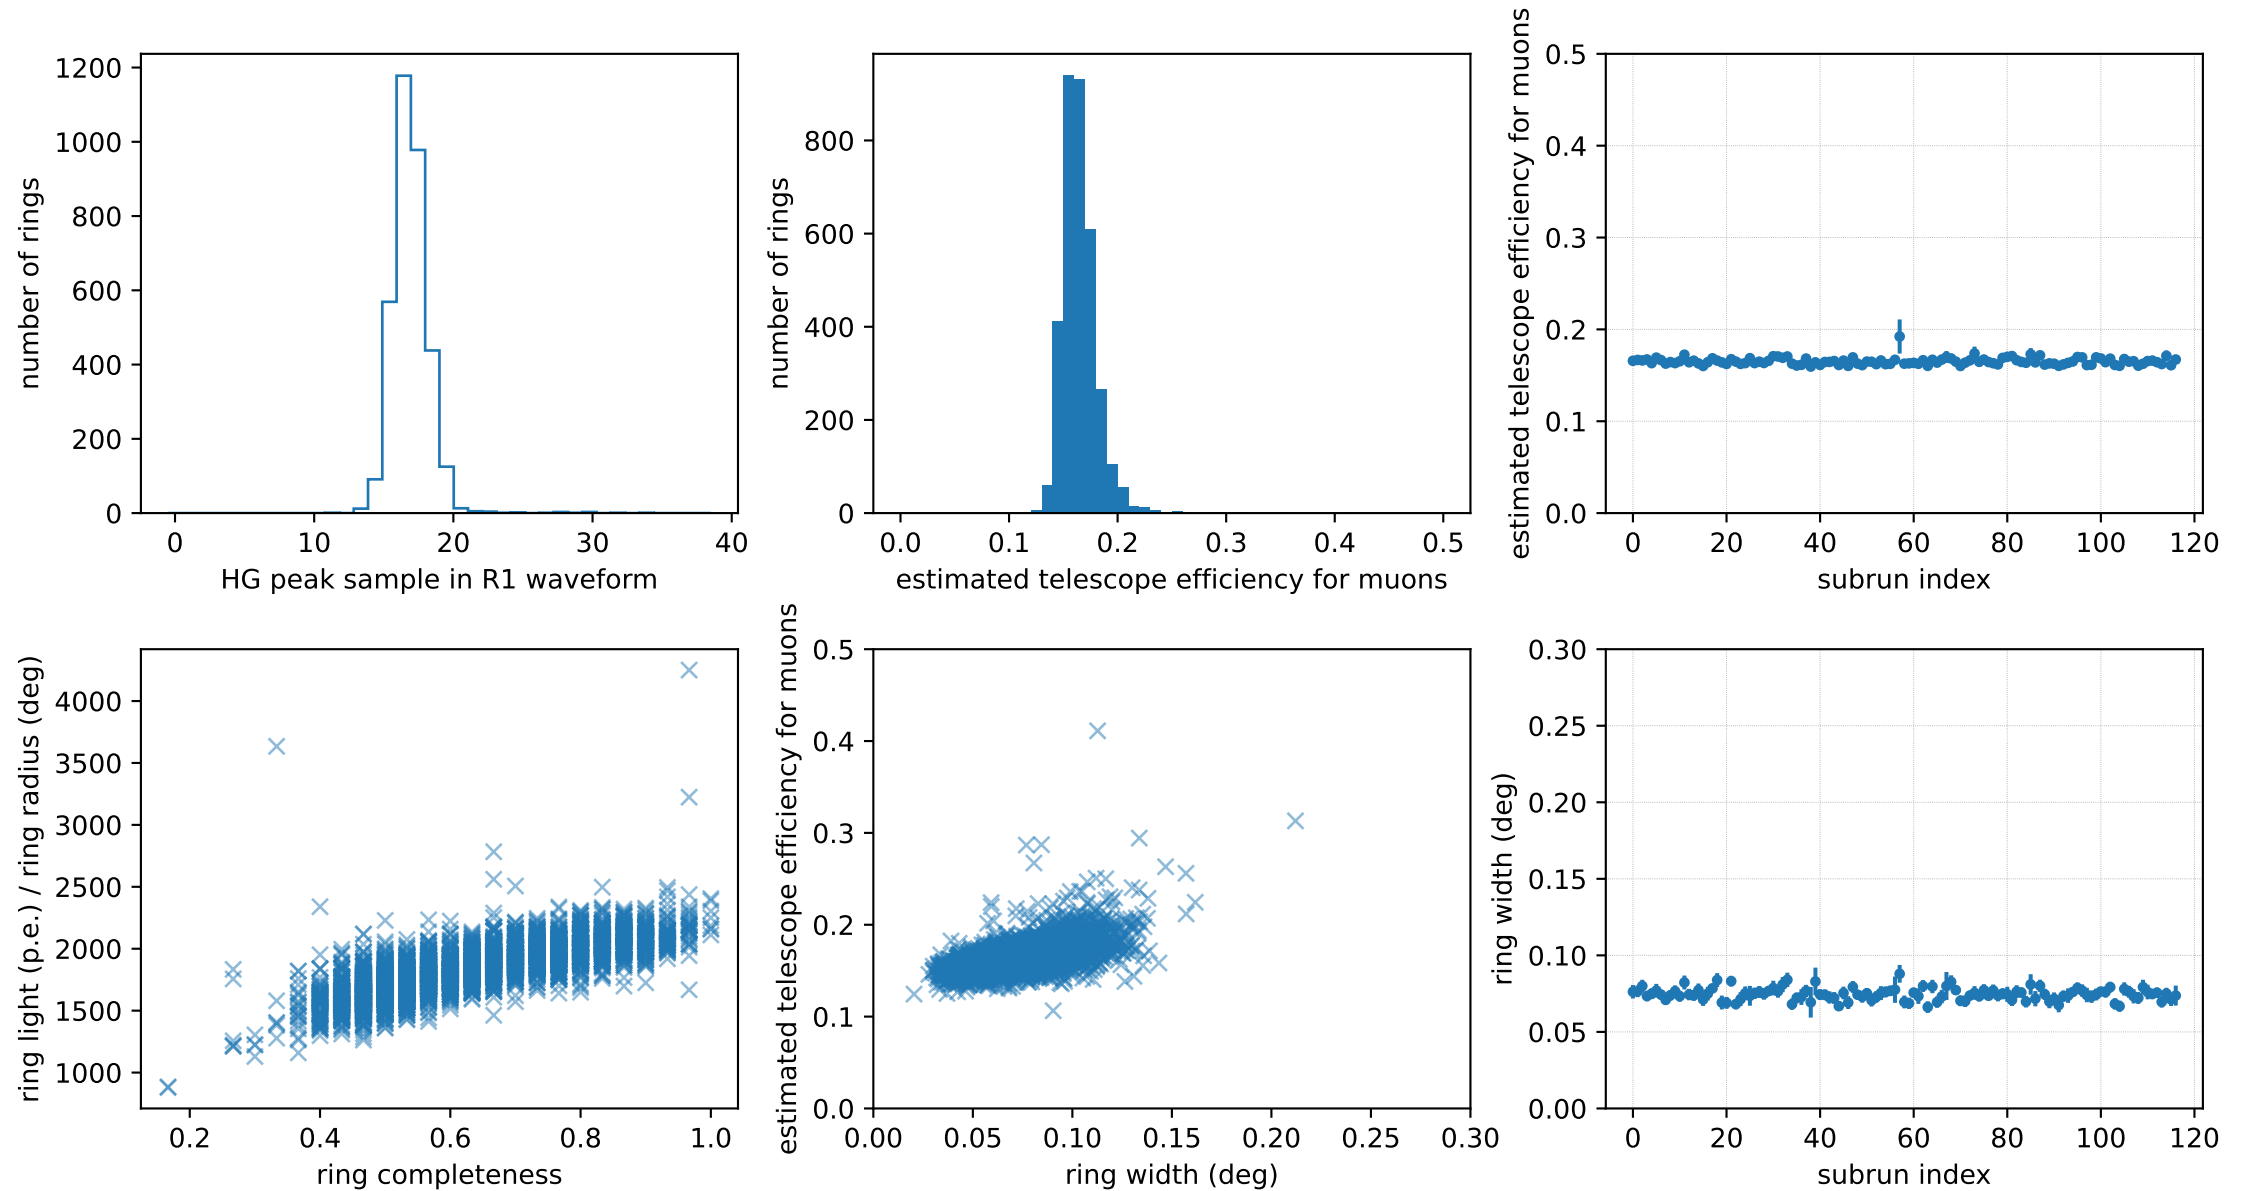 number of rings
1200
1000
800
600
400
200
0
0 10 20 30 40
HG peak sample in R1 waveform
number of rings
800
600
400
200
0
0.0 0.1 0.2 0.3 0.4 0.5
estimated telescope efficiency for muons
estimated telescope efficiency for muons
0.5
0.4
0.3
0.2
0.1
0.0
0 20 40 60 80 100 120
subrun index
ring light (p.e.) / ring radius (deg)
4000
3500
3000
2500
2000
1500
1000
0.2 0.4 0.6 0.8 1.0
ring completeness
estimated telescope efficiency for muons
0.5
0.4
0.3
0.2
0.1
0.0
0.00 0.05 0.10 0.15 0.20 0.25 0.30
ring width (deg)
ring width (deg)
0.30
0.25
0.20
0.15
0.10
0.05
0.00
0 20 40 60 80 100 120
subrun index